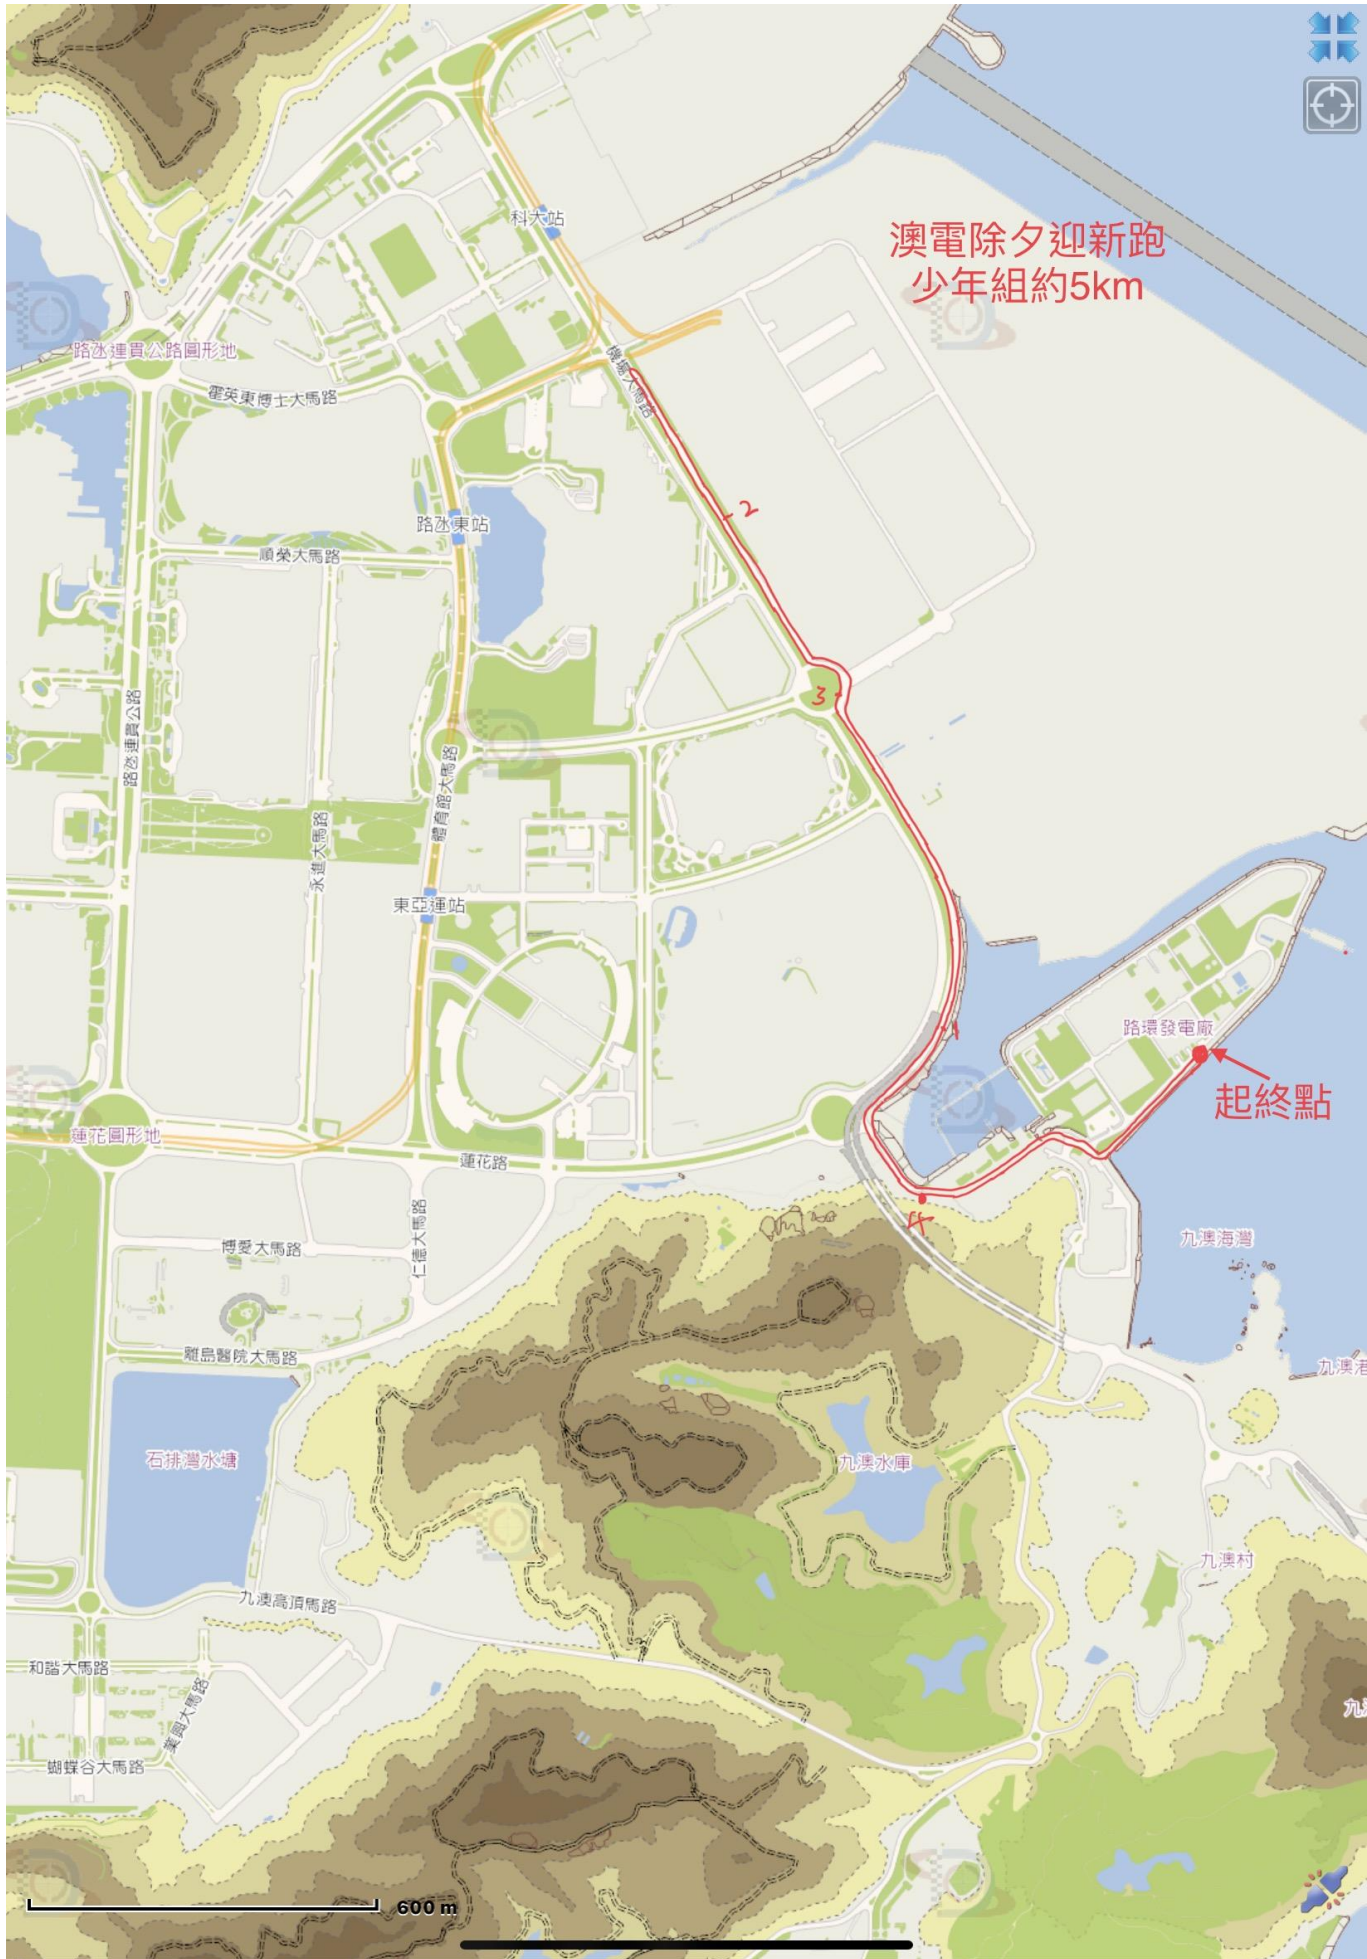 科大站
澳電除夕迎新跑
少年組約5km
機場大馬路
路氹連貫公路圓形地
霍英東博士大馬路
2
路氹東站
順榮大馬路
3
路氹連貫公路
體育館大馬路
永進大馬路
東亞運站
1
路環發電廠
起終點
蓮花圓形地
蓮花路
4
仁德大馬路
博愛大馬路
九澳海灣
離島醫院大馬路
九澳港
石排灣水塘
九澳水庫
九澳村
九澳高頂馬路
和諧大馬路
業興大馬路
蝴蝶谷大馬路
600 m